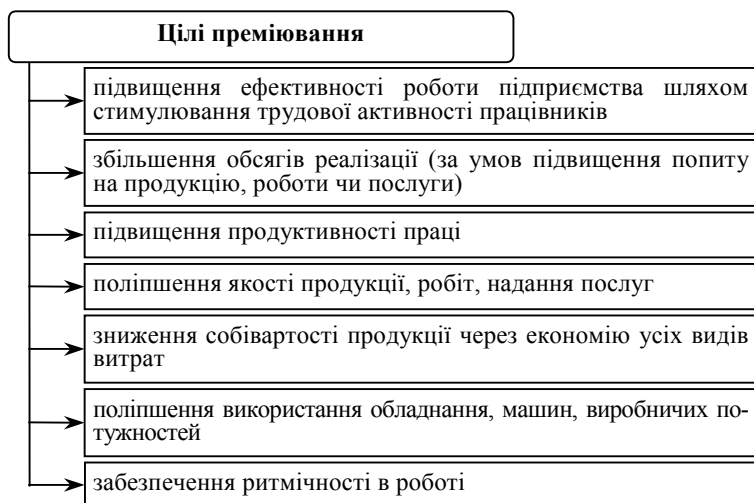 Цілі преміювання
підвищення ефективності роботи підприємства шляхом
стимулювання трудової активності працівників
збільшення обсягів реалізації (за умов підвищення попиту
на продукцію, роботи чи послуги)
підвищення продуктивності праці
поліпшення якості продукції, робіт, надання послуг
зниження собівартості продукції через економію усіх видів
витрат
поліпшення використання обладнання, машин, виробничих по-
тужностей
забезпечення ритмічності в роботі